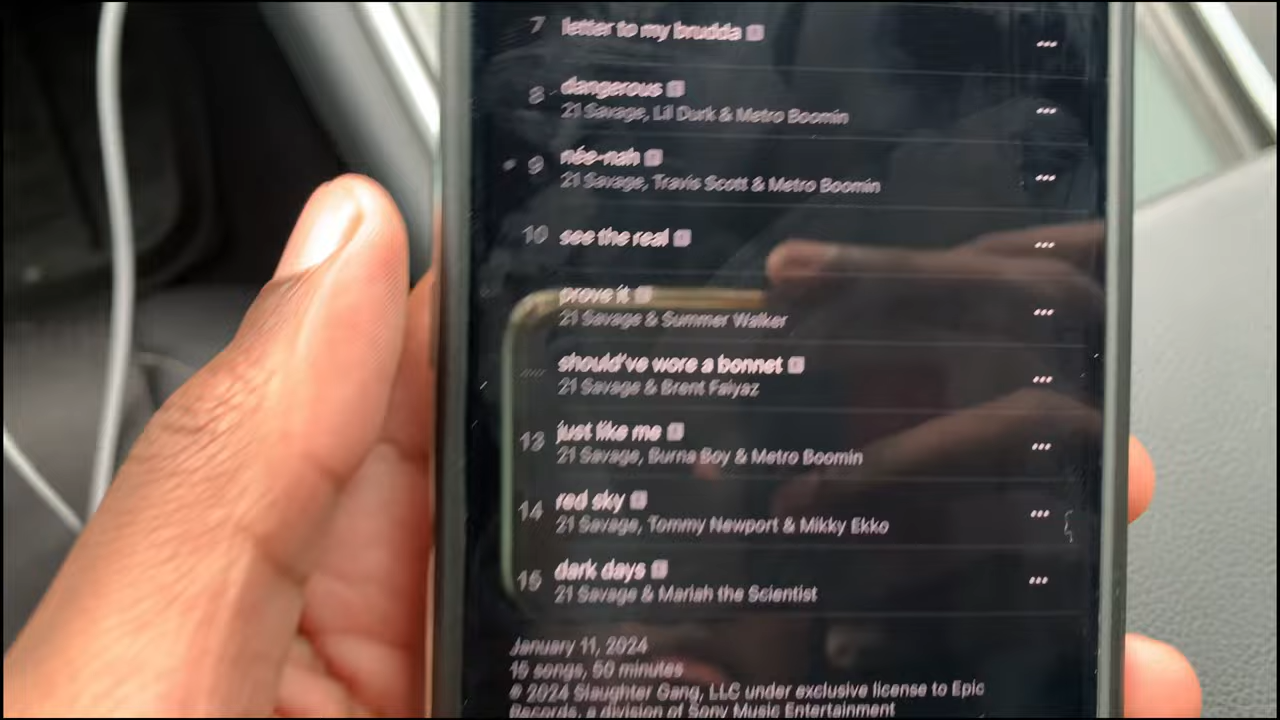 7 letter to my brudda E
8 dangerous E
21 Savage, Lil Durk & Metro Boomin
9 née-nah E
21 Savage, Travis Scott & Metro Boomin
10 see the real E
prove it E
21 Savage & Summer Walker
should've wore a bonnet E
21 Savage & Brent Faiyaz
13 just like me E
21 Savage, Burna Boy & Metro Boomin
14 red sky E
21 Savage, Tommy Newport & Mikky Ekko
15 dark days E
21 Savage & Mariah the Scientist
January 11, 2024
15 songs, 50 minutes
℗ 2024 Slaughter Gang, LLC under exclusive license to Epic
Records, a division of Sony Music Entertainment